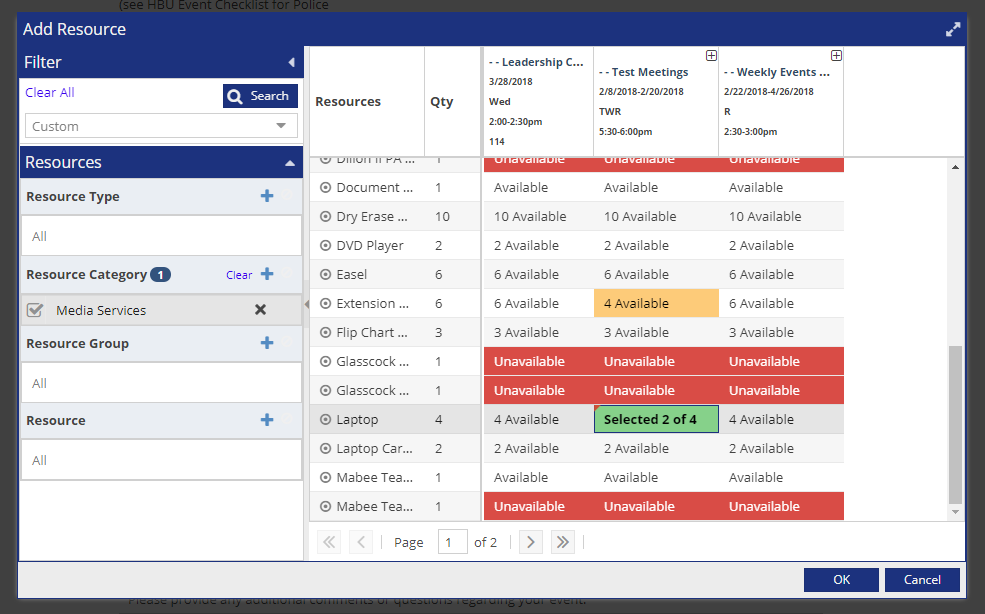 (see HBU Event Checklist for Police
Add Resource
Filter
Clear All
Search
Custom
Resources
Resource Type
All
Resource Category 1 Clear
Media Services
Resource Group
All
Resource
All
Resources Qty
- - Leadership C...
3/28/2018
Wed
2:00-2:30pm
114
- - Test Meetings
2/8/2018-2/20/2018
TWR
5:30-6:00pm
- - Weekly Events ...
2/22/2018-4/26/2018
R
2:30-3:00pm
Dillon II PA ... 1 Unavailable Unavailable Unavailable
Document ... 1 Available Available Available
Dry Erase ... 10 10 Available 10 Available 10 Available
DVD Player 2 2 Available 2 Available 2 Available
Easel 6 6 Available 6 Available 6 Available
Extension ... 6 6 Available 4 Available 6 Available
Flip Chart ... 3 3 Available 3 Available 3 Available
Glasscock ... 1 Unavailable Unavailable Unavailable
Glasscock ... 1 Unavailable Unavailable Unavailable
Laptop 4 4 Available Selected 2 of 4 4 Available
Laptop Car... 2 2 Available 2 Available 2 Available
Mabee Tea... 1 Available Available Available
Mabee Tea... 1 Unavailable Unavailable Unavailable
Page 1 of 2
OK Cancel
Please provide any additional comments or questions regarding your event.